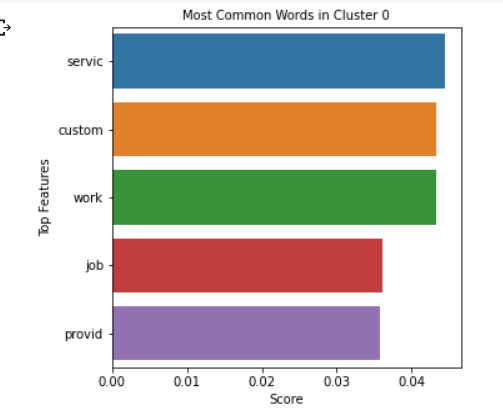 Most Common Words in Cluster 0
servic
custom
work
job
provid
Top Features
0.00 0.01 0.02 0.03 0.04
Score